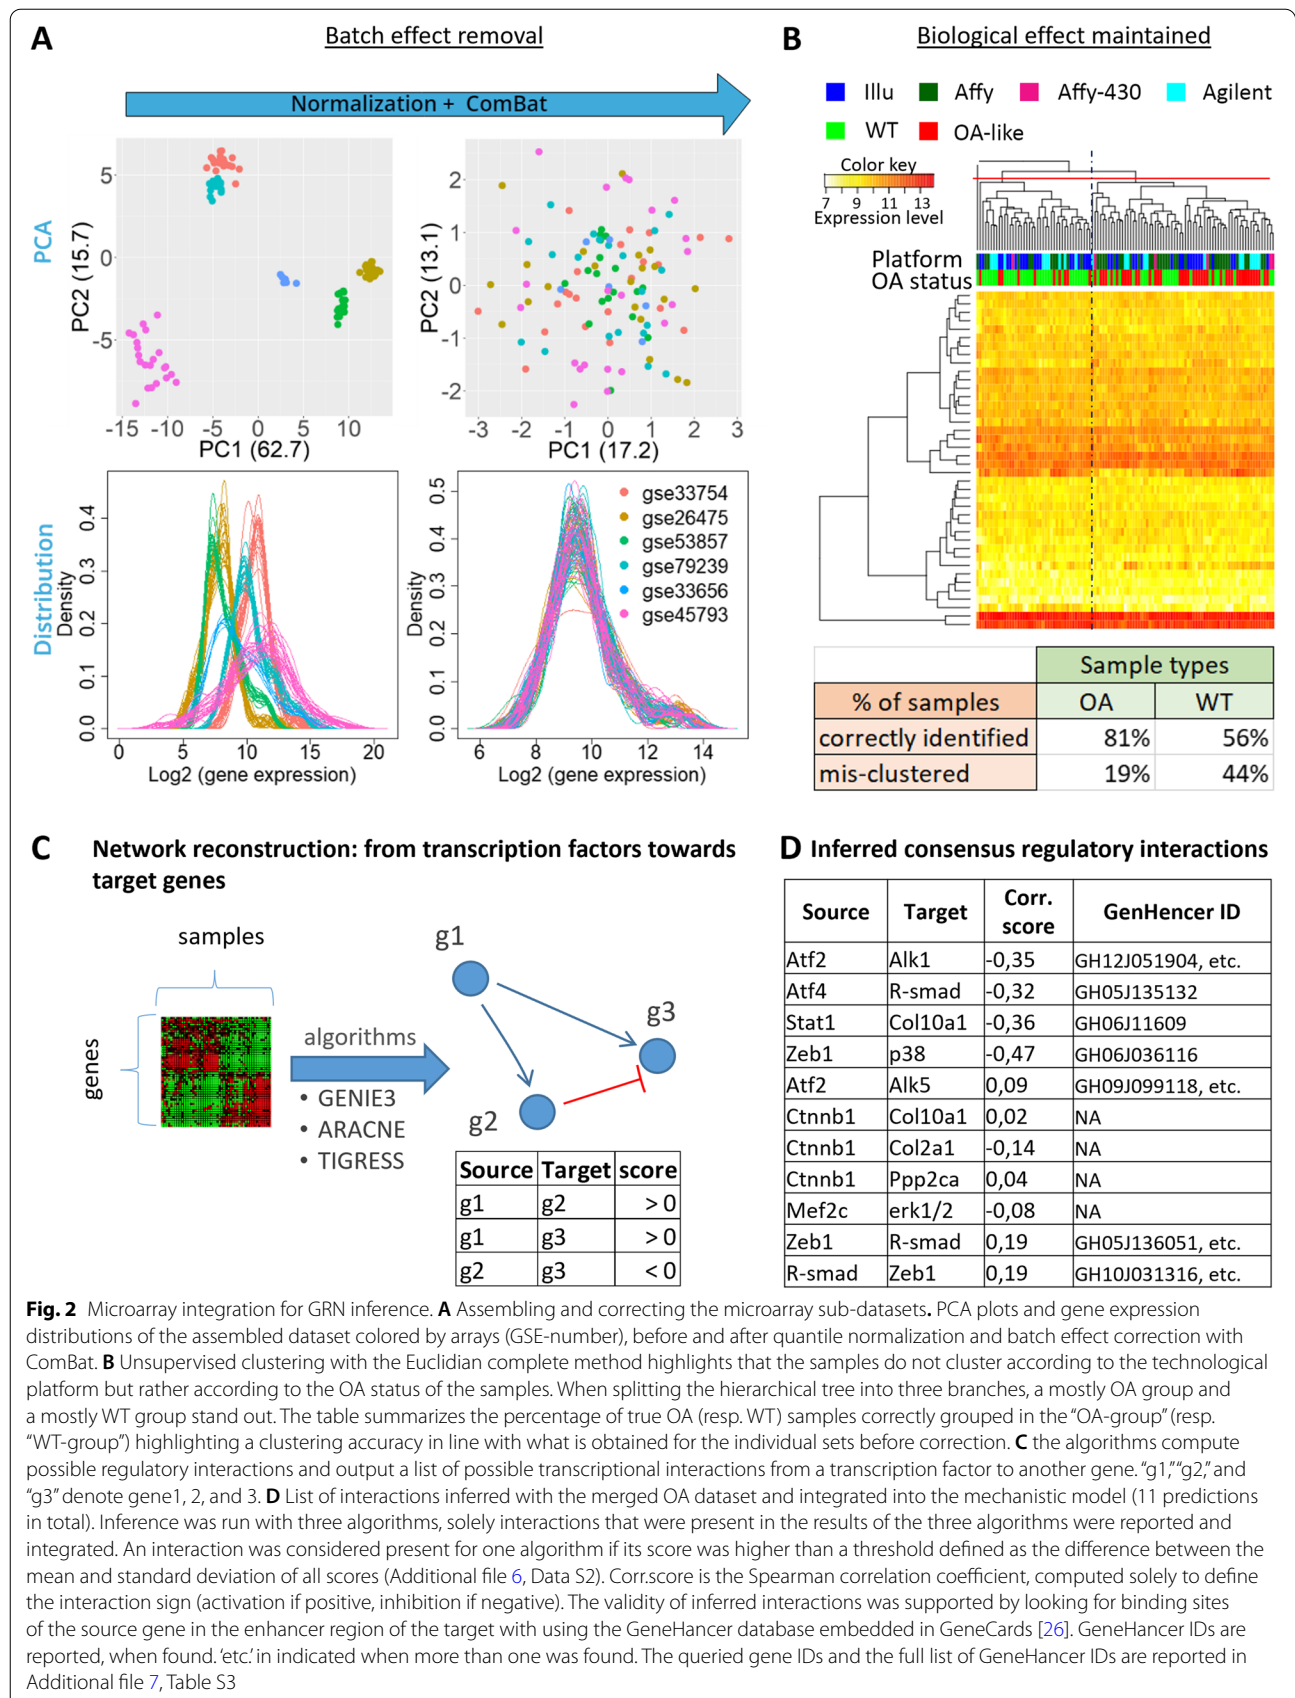 A
Batch effect removal
Normalization + ComBat
PCA
PC2 (15.7)
5
0
-5
-15
-10
-5
0
5
10
PC1 (62.7)
PC2 (13.1)
2
1
0
-1
-2
-3
-2
-1
0
1
2
3
PC1 (17.2)
Distribution
Density
0.4
0.3
0.2
0.1
0.0
0
5
10
15
20
Log2 (gene expression)
Density
0.5
0.4
0.3
0.2
0.1
0.0
6
8
10
12
14
Log2 (gene expression)
gse33754
gse26475
gse53857
gse79239
gse33656
gse45793
B
Biological effect maintained
Illu Affy Affy-430 Agilent
WT OA-like
Color key
7 9 11 13
Expression level
Platform
OA status
Sample types
% of samples OA WT
correctly identified 81% 56%
mis-clustered 19% 44%
C Network reconstruction: from transcription factors towards
target genes
samples
genes
algorithms
• GENIE3
• ARACNE
• TIGRESS
g1
g2
g3
Source Target score
g1 g2 > 0
g1 g3 > 0
g2 g3 < 0
D Inferred consensus regulatory interactions
Source Target Corr. score GenHencer ID
Atf2 Alk1 -0,35 GH12J051904, etc.
Atf4 R-smad -0,32 GH05J135132
Stat1 Col10a1 -0,36 GH06J11609
Zeb1 p38 -0,47 GH06J036116
Atf2 Alk5 0,09 GH09J099118, etc.
Ctnnb1 Col10a1 0,02 NA
Ctnnb1 Col2a1 -0,14 NA
Ctnnb1 Ppp2ca 0,04 NA
Mef2c erk1/2 -0,08 NA
Zeb1 R-smad 0,19 GH05J136051, etc.
R-smad Zeb1 0,19 GH10J031316, etc.
Fig. 2 Microarray integration for GRN inference. A Assembling and correcting the microarray sub-datasets. PCA plots and gene expression
distributions of the assembled dataset colored by arrays (GSE-number), before and after quantile normalization and batch effect correction with
ComBat. B Unsupervised clustering with the Euclidian complete method highlights that the samples do not cluster according to the technological
platform but rather according to the OA status of the samples. When splitting the hierarchical tree into three branches, a mostly OA group and
a mostly WT group stand out. The table summarizes the percentage of true OA (resp. WT) samples correctly grouped in the “OA-group” (resp.
“WT-group”) highlighting a clustering accuracy in line with what is obtained for the individual sets before correction. C the algorithms compute
possible regulatory interactions and output a list of possible transcriptional interactions from a transcription factor to another gene. “g1,” “g2,” and
“g3” denote gene1, 2, and 3. D List of interactions inferred with the merged OA dataset and integrated into the mechanistic model (11 predictions
in total). Inference was run with three algorithms, solely interactions that were present in the results of the three algorithms were reported and
integrated. An interaction was considered present for one algorithm if its score was higher than a threshold defined as the difference between the
mean and standard deviation of all scores (Additional file 6, Data S2). Corr.score is the Spearman correlation coefficient, computed solely to define
the interaction sign (activation if positive, inhibition if negative). The validity of inferred interactions was supported by looking for binding sites
of the source gene in the enhancer region of the target with using the GeneHancer database embedded in GeneCards [26]. GeneHancer IDs are
reported, when found. ‘etc.’ in indicated when more than one was found. The queried gene IDs and the full list of GeneHancer IDs are reported in
Additional file 7, Table S3